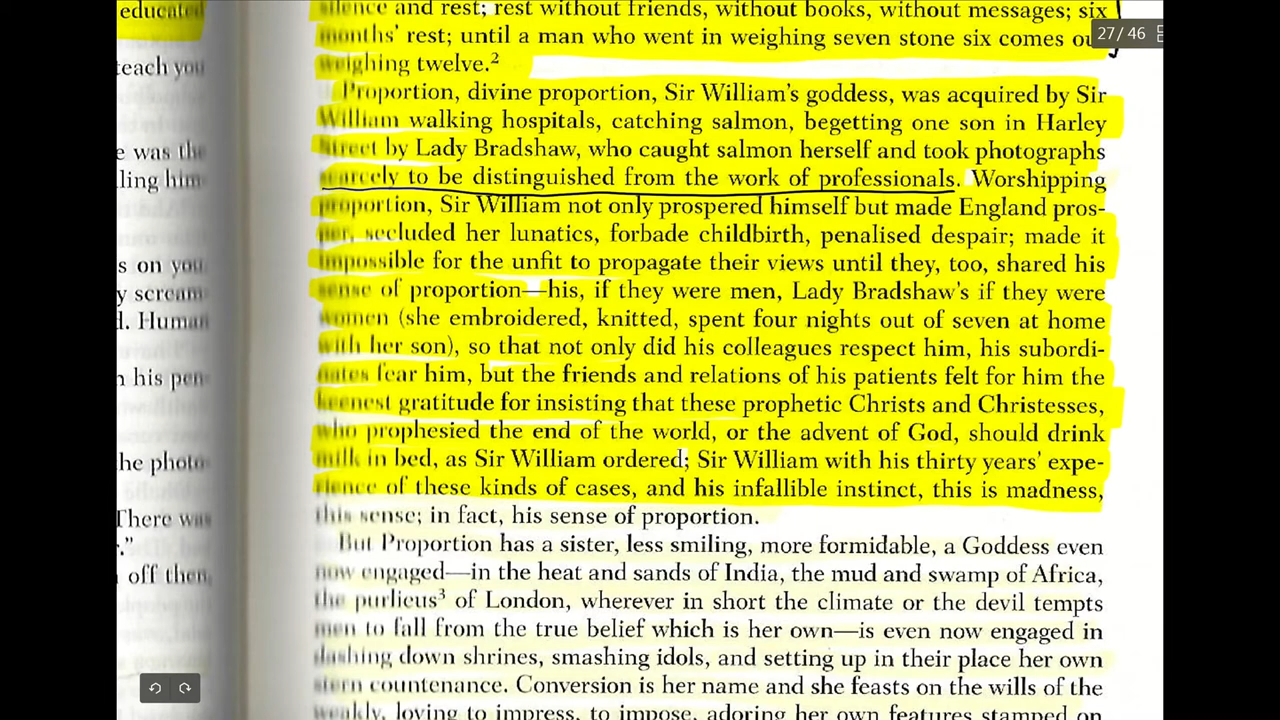 educated
teach you
e was the
ling him-
s on you
y scream-
d. Human
n his pen-
he photo-
There was
."
off then,
silence and rest; rest without friends, without books, without messages; six
months' rest; until a man who went in weighing seven stone six comes ou
weighing twelve.²
Proportion, divine proportion, Sir William's goddess, was acquired by Sir
William walking hospitals, catching salmon, begetting one son in Harley
Street by Lady Bradshaw, who caught salmon herself and took photographs
scarcely to be distinguished from the work of professionals. Worshipping
proportion, Sir William not only prospered himself but made England pros-
per, secluded her lunatics, forbade childbirth, penalised despair; made it
impossible for the unfit to propagate their views until they, too, shared his
sense of proportion—his, if they were men, Lady Bradshaw's if they were
women (she embroidered, knitted, spent four nights out of seven at home
with her son), so that not only did his colleagues respect him, his subordi-
nates fear him, but the friends and relations of his patients felt for him the
keenest gratitude for insisting that these prophetic Christs and Christesses,
who prophesied the end of the world, or the advent of God, should drink
milk in bed, as Sir William ordered; Sir William with his thirty years' expe-
rience of these kinds of cases, and his infallible instinct, this is madness,
this sense; in fact, his sense of proportion.
But Proportion has a sister, less smiling, more formidable, a Goddess even
now engaged—in the heat and sands of India, the mud and swamp of Africa,
the purlieus³ of London, wherever in short the climate or the devil tempts
men to fall from the true belief which is her own—is even now engaged in
dashing down shrines, smashing idols, and setting up in their place her own
stern countenance. Conversion is her name and she feasts on the wills of the
weakly, loving to impress, to impose, adoring her own features stamped on
27 / 46